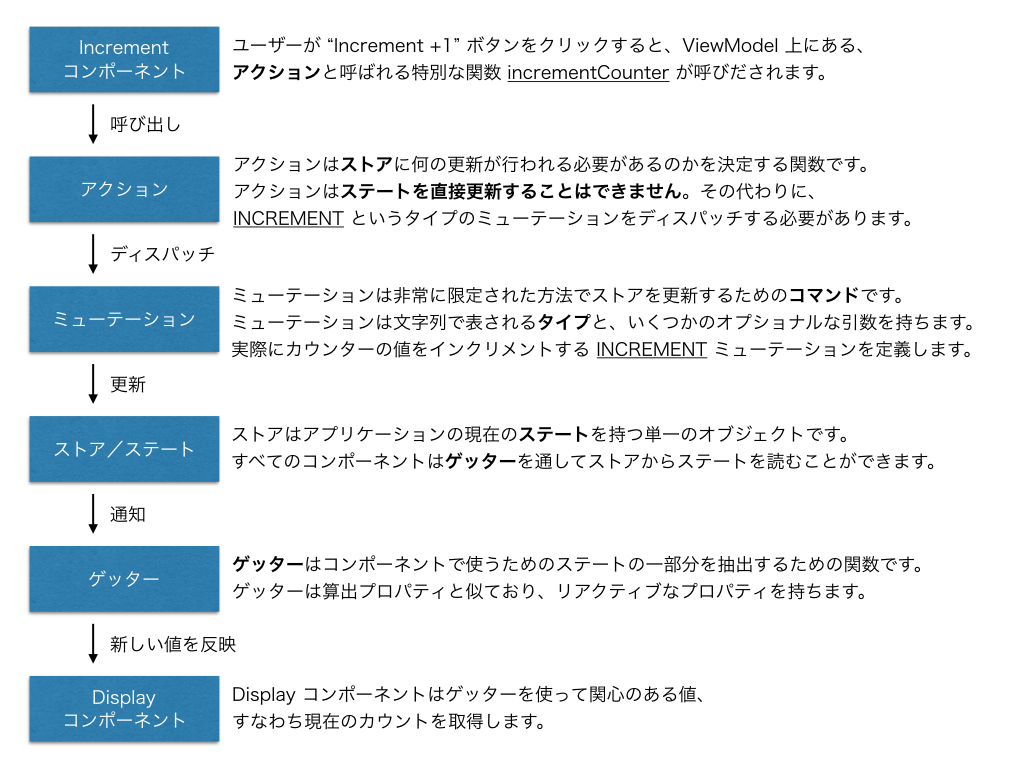 Increment
コンポーネント
ユーザーが “Increment +1” ボタンをクリックすると、ViewModel 上にある、
アクションと呼ばれる特別な関数 incrementCounter が呼びだされます。
呼び出し
アクション
アクションはストアに何の更新が行われる必要があるのかを決定する関数です。
アクションはステートを直接更新することはできません。その代わりに、
INCREMENT というタイプのミューテーションをディスパッチする必要があります。
ディスパッチ
ミューテーション
ミューテーションは非常に限定された方法でストアを更新するためのコマンドです。
ミューテーションは文字列で表されるタイプと、いくつかのオプショナルな引数を持ちます。
実際にカウンターの値をインクリメントする INCREMENT ミューテーションを定義します。
更新
ストア／ステート
ストアはアプリケーションの現在のステートを持つ単一のオブジェクトです。
すべてのコンポーネントはゲッターを通してストアからステートを読むことができます。
通知
ゲッター
ゲッターはコンポーネントで使うためのステートの一部分を抽出するための関数です。
ゲッターは算出プロパティと似ており、リアクティブなプロパティを持ちます。
新しい値を反映
Display
コンポーネント
Display コンポーネントはゲッターを使って関心のある値、
すなわち現在のカウントを取得します。